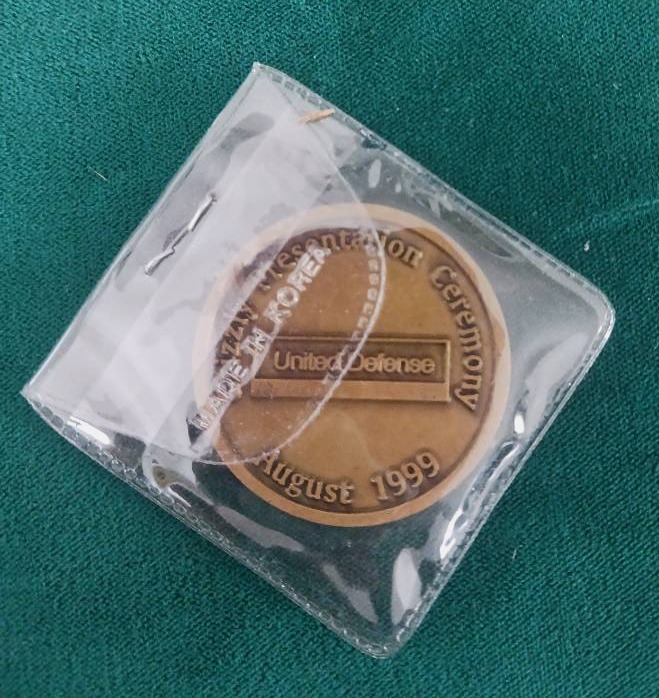 Presentation Ceremony
United Defense
August 1999
MADE IN KOREA